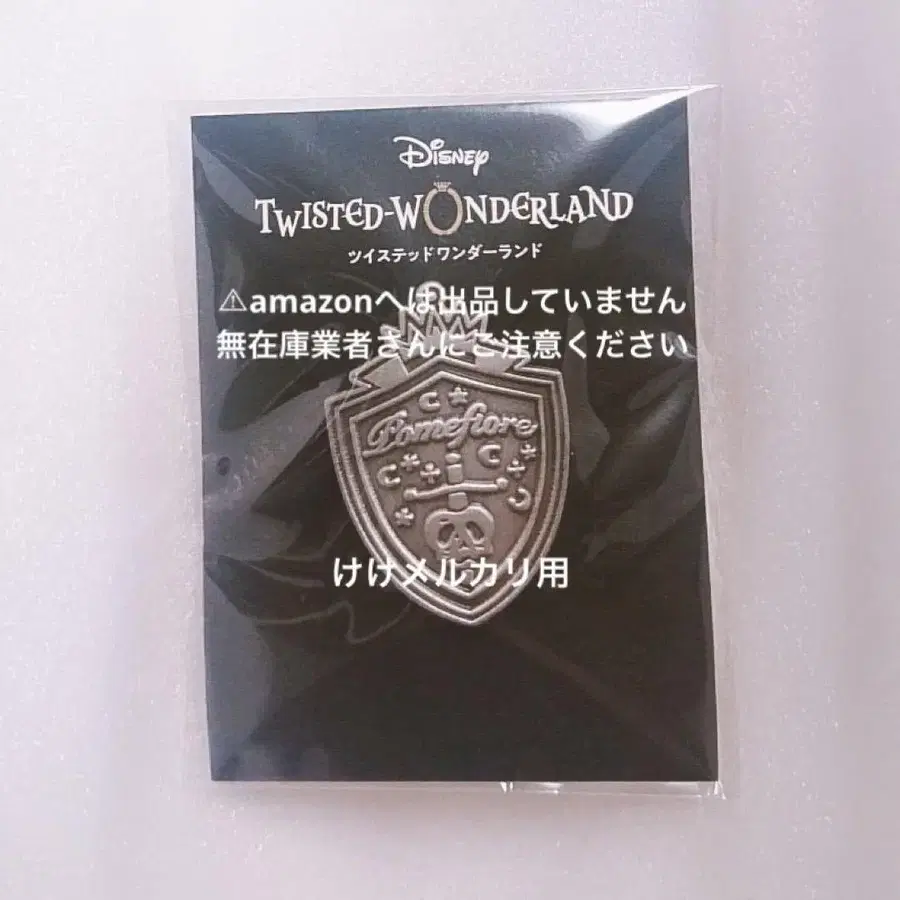 Disney
TWISTED-WONDERLAND
ツイステッドワンダーランド
⚠amazonへは出品していません
無在庫業者さんにご注意ください
Pomefiore
けけメルカリ用